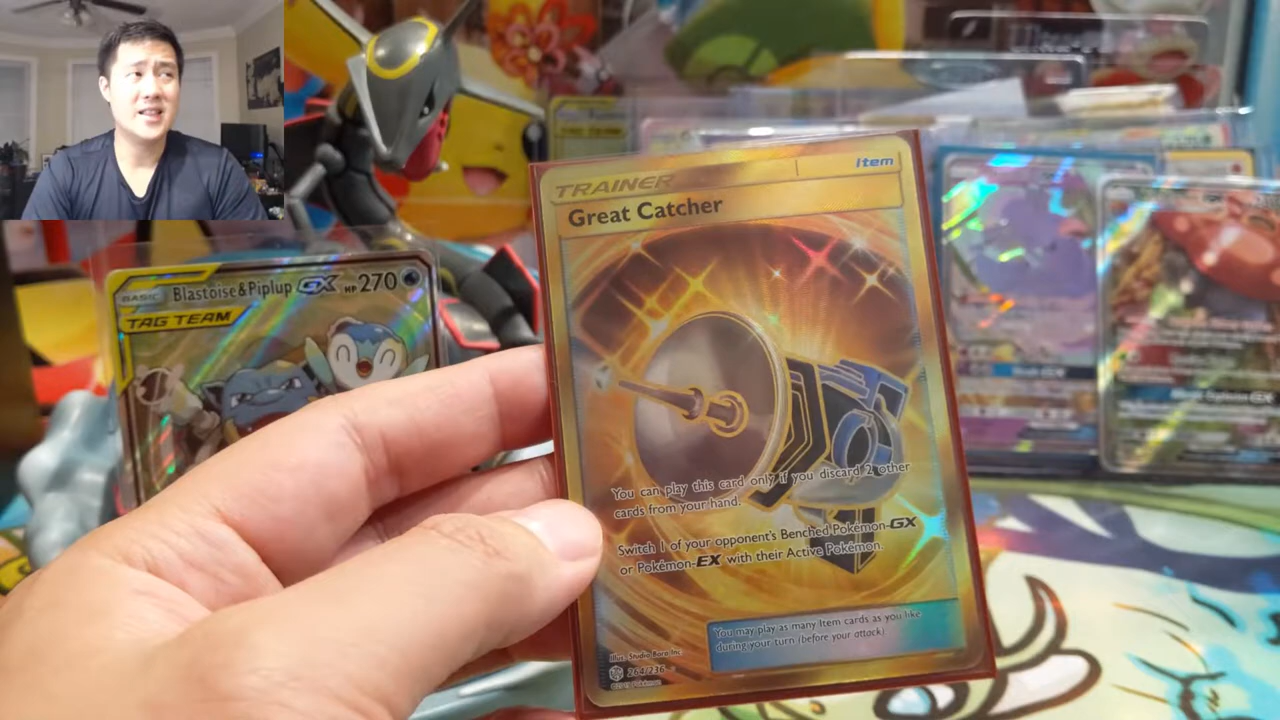 BASIC
Blastoise&Piplup GX HP 270
TAG TEAM
TRAINER
Item
Great Catcher
You can play this card only if you discard 2 other
cards from your hand.
Switch 1 of your opponent's Benched Pokémon-GX
or Pokémon-EX with their Active Pokémon.
You may play as many Item cards as you like
during your turn (before your attack)
Illus. Studio Bora Inc.
264/236
©2019 Pokémon